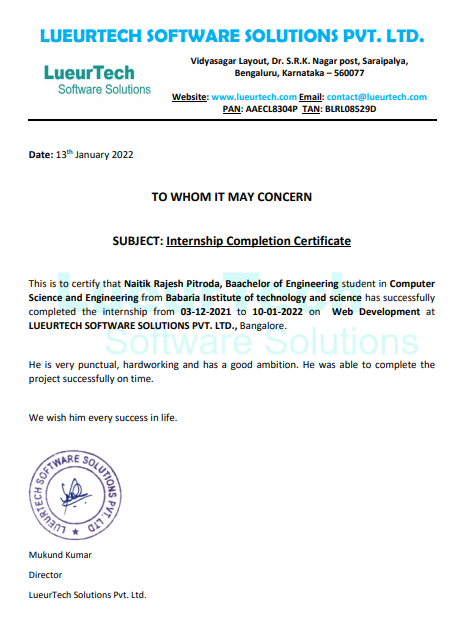 LUEURTECH SOFTWARE SOLUTIONS PVT. LTD.
LueurTech
Software Solutions
Vidyasagar Layout, Dr. S.R.K. Nagar post, Saraipalya,
Bengaluru, Karnataka – 560077
Website: www.lueurtech.com Email: contact@lueurtech.com
PAN: AAECL8304P TAN: BLRL08529D
Date: 13th January 2022
TO WHOM IT MAY CONCERN
SUBJECT: Internship Completion Certificate
LueurTech
Software Solutions
This is to certify that Naitik Rajesh Pitroda, Baachelor of Engineering student in Computer
Science and Engineering from Babaria Institute of technology and science has successfully
completed the internship from 03-12-2021 to 10-01-2022 on Web Development at
LUEURTECH SOFTWARE SOLUTIONS PVT. LTD., Bangalore.
He is very punctual, hardworking and has a good ambition. He was able to complete the
project successfully on time.
We wish him every success in life.
LUEURTECH SOFTWARE SOLUTIONS PVT. LTD
Mukund Kumar
Director
LueurTech Solutions Pvt. Ltd.